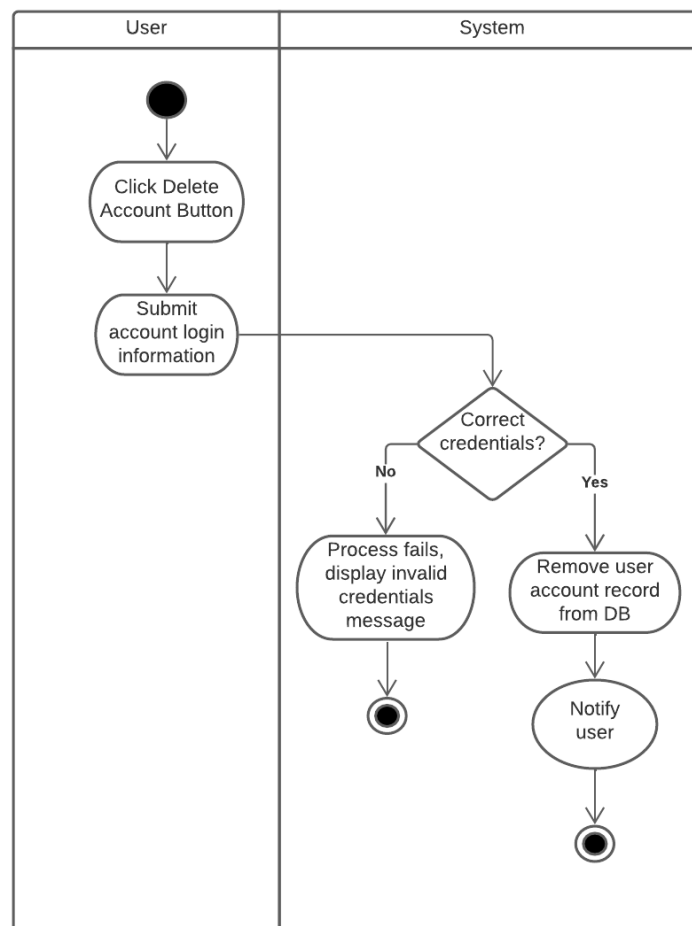 User
System
Click Delete
Account Button
Submit
account login
information
Correct
credentials?
No
Yes
Process fails,
display invalid
credentials
message
Remove user
account record
from DB
Notify
user